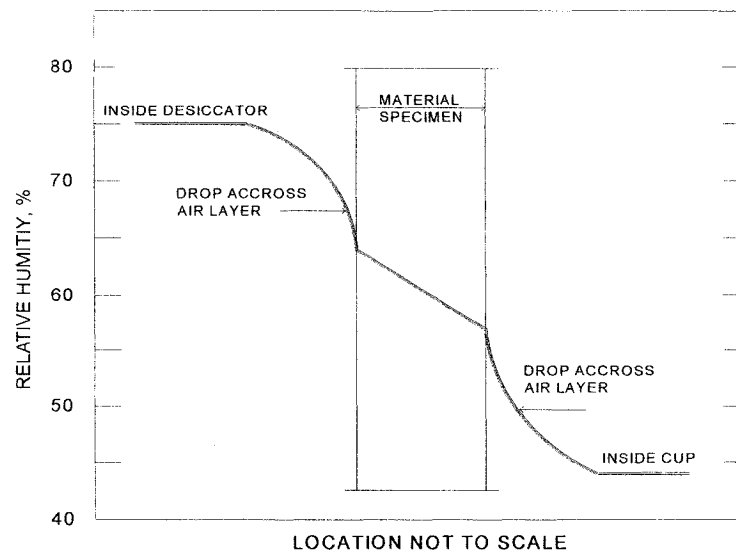 80
INSIDE DESICCATOR
MATERIAL
SPECIMEN
70
DROP ACCROSS
AIR LAYER
60
RELATIVE HUMITIY, %
DROP ACCROSS
AIR LAYER
50
INSIDE CUP
40
LOCATION NOT TO SCALE